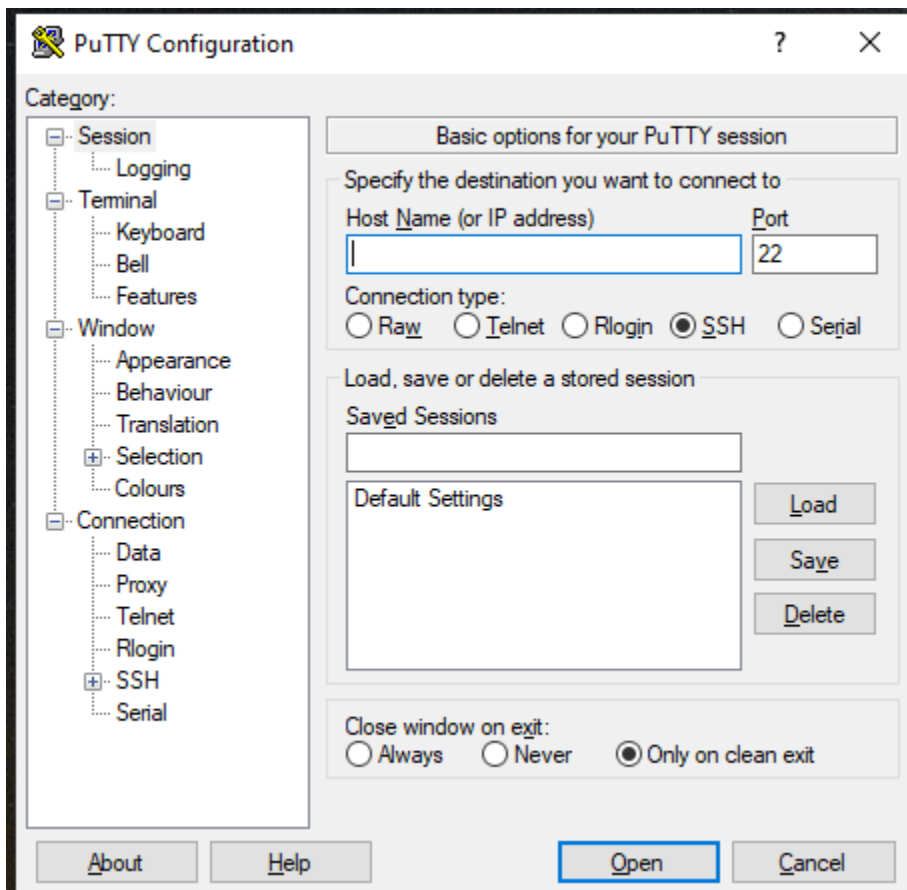 PuTTY Configuration
?
Category:
Session
Logging
Terminal
Keyboard
Bell
Features
Window
Appearance
Behaviour
Translation
Selection
Colours
Connection
Data
Proxy
Telnet
Rlogin
SSH
Serial
Basic options for your PuTTY session
Specify the destination you want to connect to
Host Name (or IP address) Port
22
Connection type:
Raw Telnet Rlogin SSH Serial
Load, save or delete a stored session
Saved Sessions
Default Settings
Load
Save
Delete
Close window on exit:
Always Never Only on clean exit
About Help Open Cancel